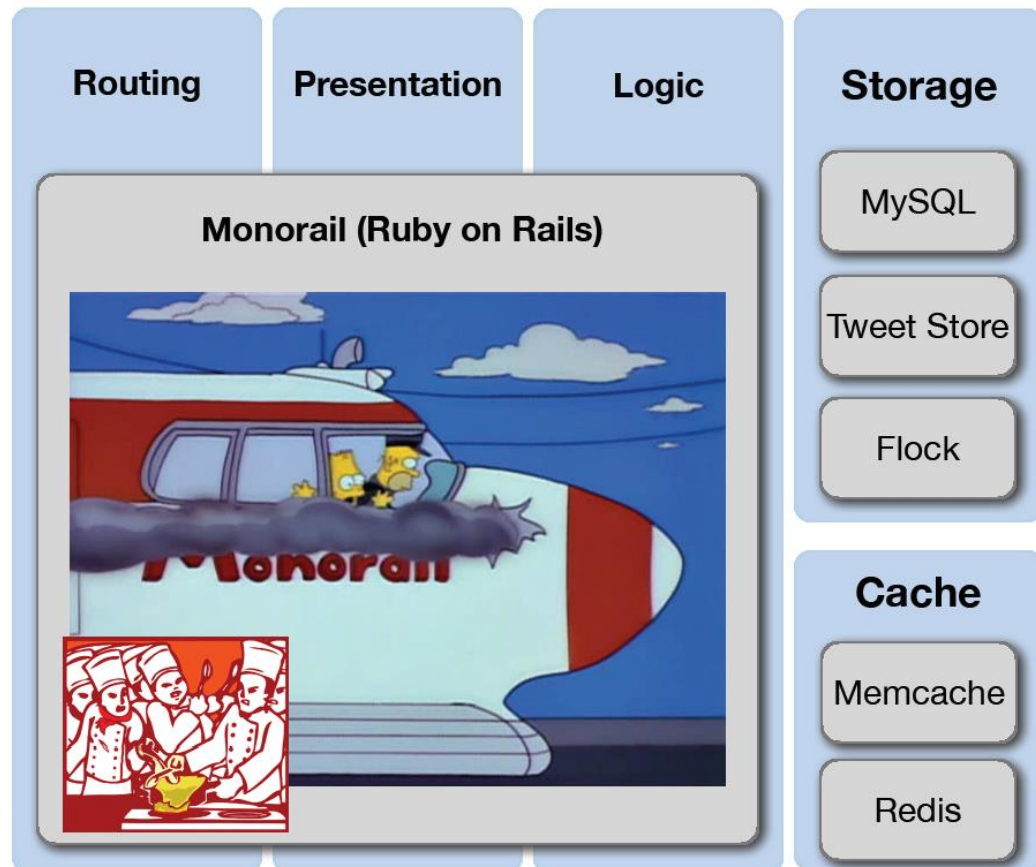 Routing
Presentation
Logic
Storage
Monorail (Ruby on Rails)
MySQL
Tweet Store
Flock
Monorail
Cache
Memcache
Redis